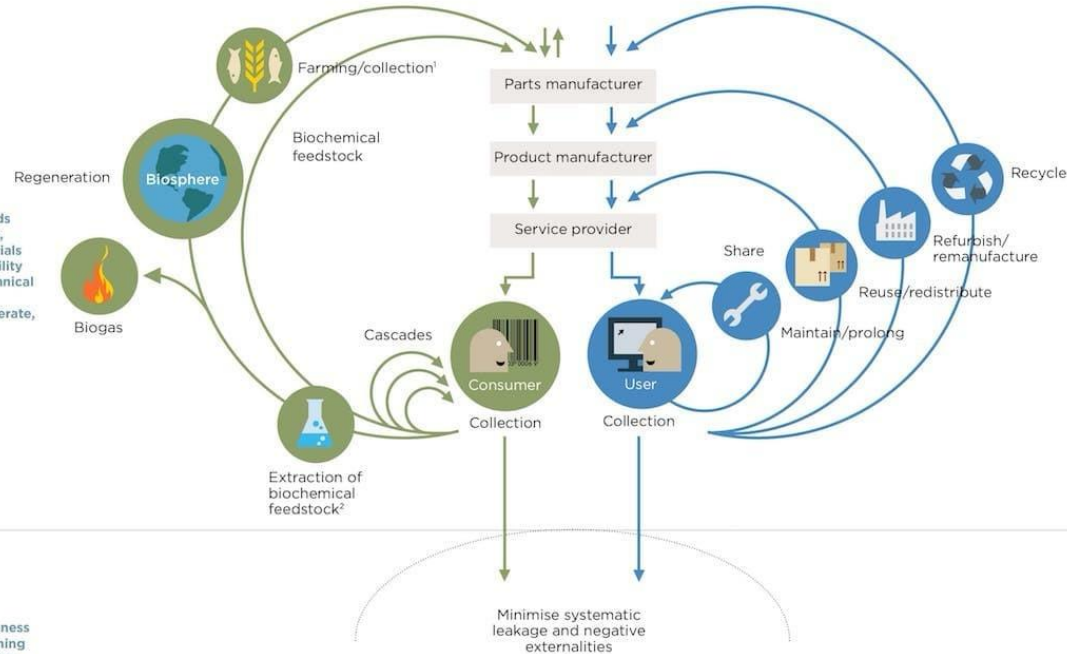 Farming/collection¹
Parts manufacturer
Biochemical
feedstock
Product manufacturer
Regeneration
Biosphere
Recycle
Service provider
Share
Refurbish/
remanufacture
Reuse/redistribute
Biogas
Cascades
Maintain/prolong
Consumer
User
Collection
Collection
Extraction of
biochemical
feedstock²
Minimise systematic
leakage and negative
externalities